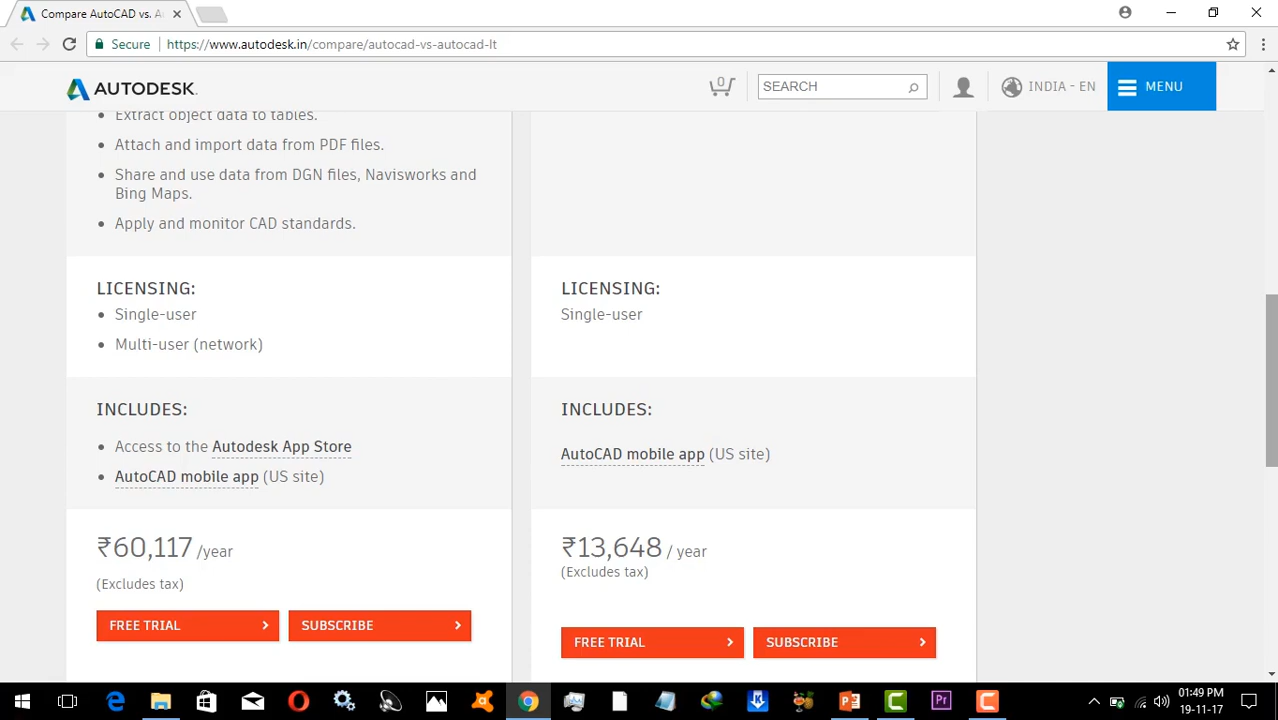 Compare AutoCAD vs. A
Secure
https://www.autodesk.in/compare/autocad-vs-autocad-lt
AUTODESK.
0
SEARCH
INDIA - EN
MENU
Extract object data to tables.
Attach and import data from PDF files.
Share and use data from DGN files, Navisworks and
Bing Maps.
Apply and monitor CAD standards.
LICENSING:
Single-user
Multi-user (network)
LICENSING:
Single-user
INCLUDES:
Access to the Autodesk App Store
AutoCAD mobile app (US site)
INCLUDES:
AutoCAD mobile app (US site)
₹60,117 /year
(Excludes tax)
FREE TRIAL
SUBSCRIBE
₹13,648 / year
(Excludes tax)
FREE TRIAL
SUBSCRIBE
Pr
01:49 PM
19-11-17